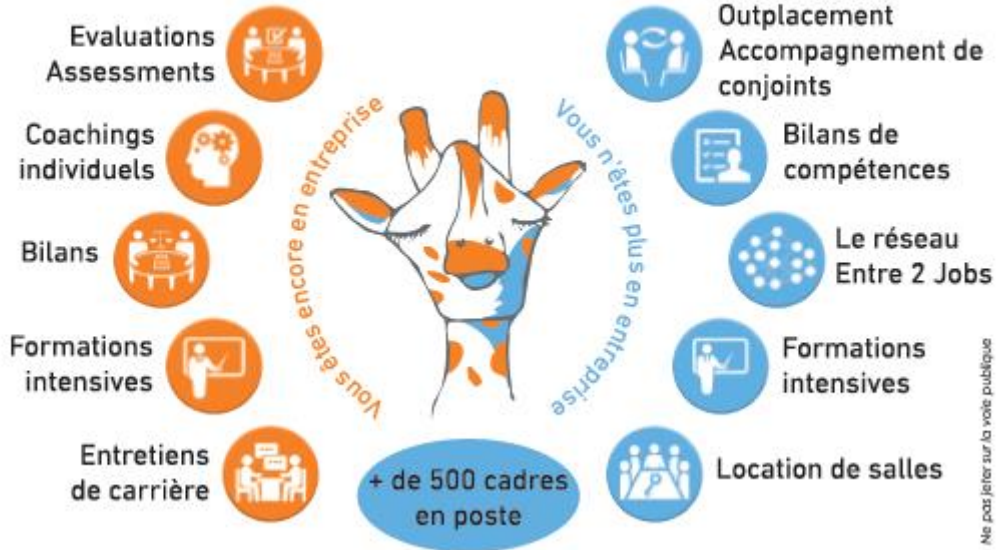 Evaluations
Assessments
Coachings
individuels
Bilans
Formations
intensives
Entretiens
de carrière
Vous êtes encore en entreprise
Vous n'êtes plus en entreprise
+ de 500 cadres
en poste
Outplacement
Accompagnement de
conjoints
Bilans de
compétences
Le réseau
Entre 2 Jobs
Formations
intensives
Location de salles
Ne pas jeter sur la voie publique